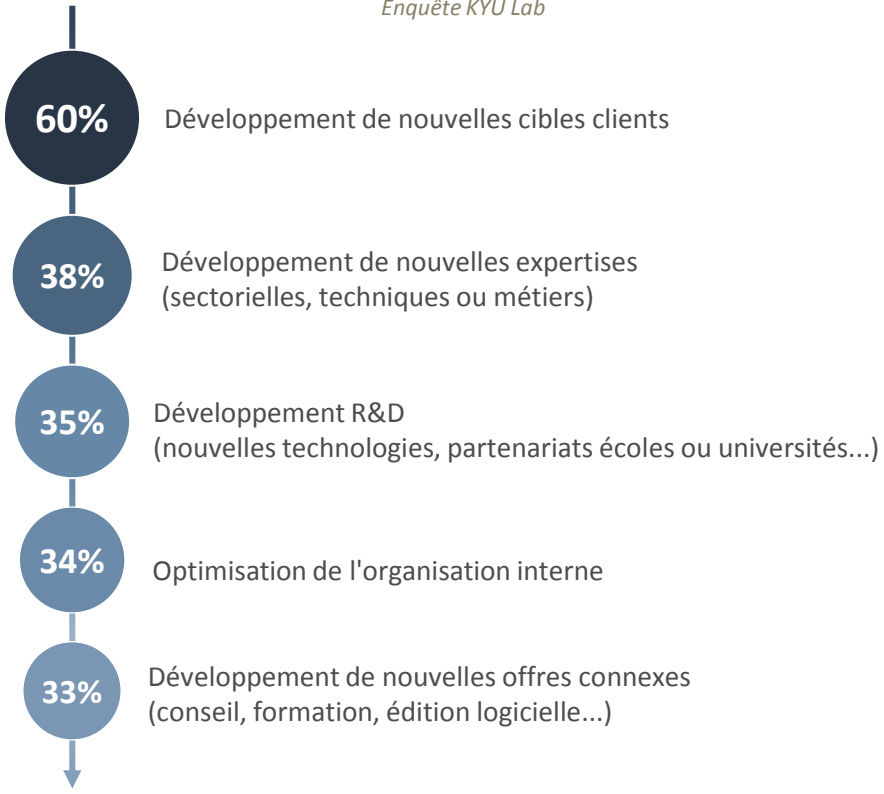 Enquête KYU Lab
60%
Développement de nouvelles cibles clients
38%
Développement de nouvelles expertises
(sectorielles, techniques ou métiers)
35%
Développement R&D
(nouvelles technologies, partenariats écoles ou universités...)
34%
Optimisation de l'organisation interne
33%
Développement de nouvelles offres connexes
(conseil, formation, édition logicielle...)